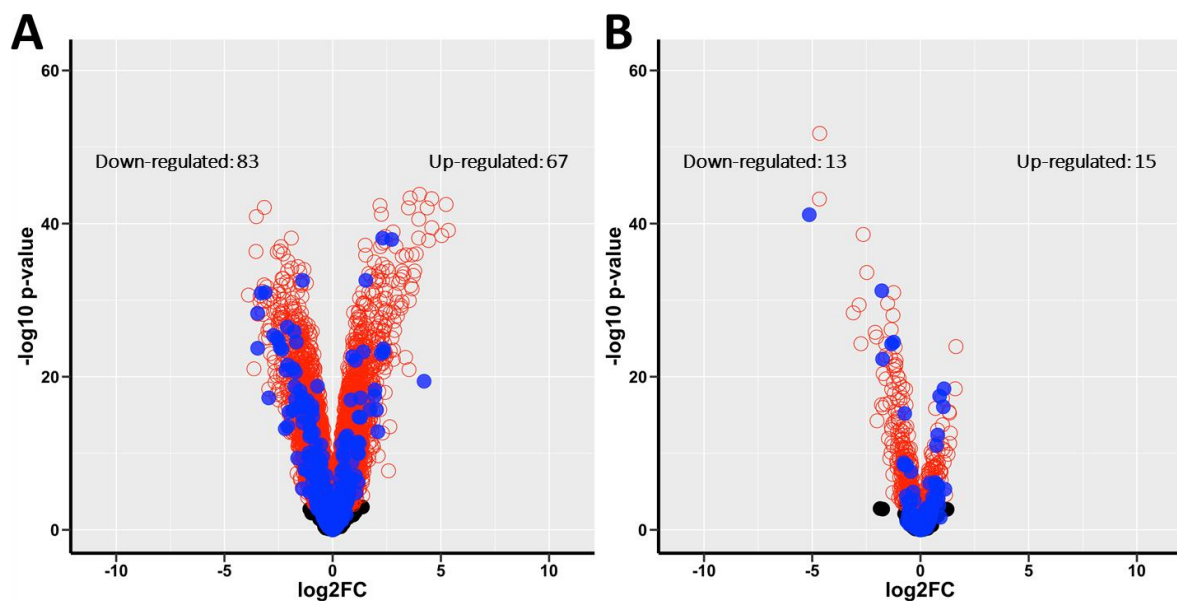 A
60
40
20
0
-log10 p-value
Down-regulated: 83
Up-regulated: 67
-10
-5
0
5
10
log2FC
B
60
40
20
0
-log10 p-value
Down-regulated: 13
Up-regulated: 15
-10
-5
0
5
10
log2FC